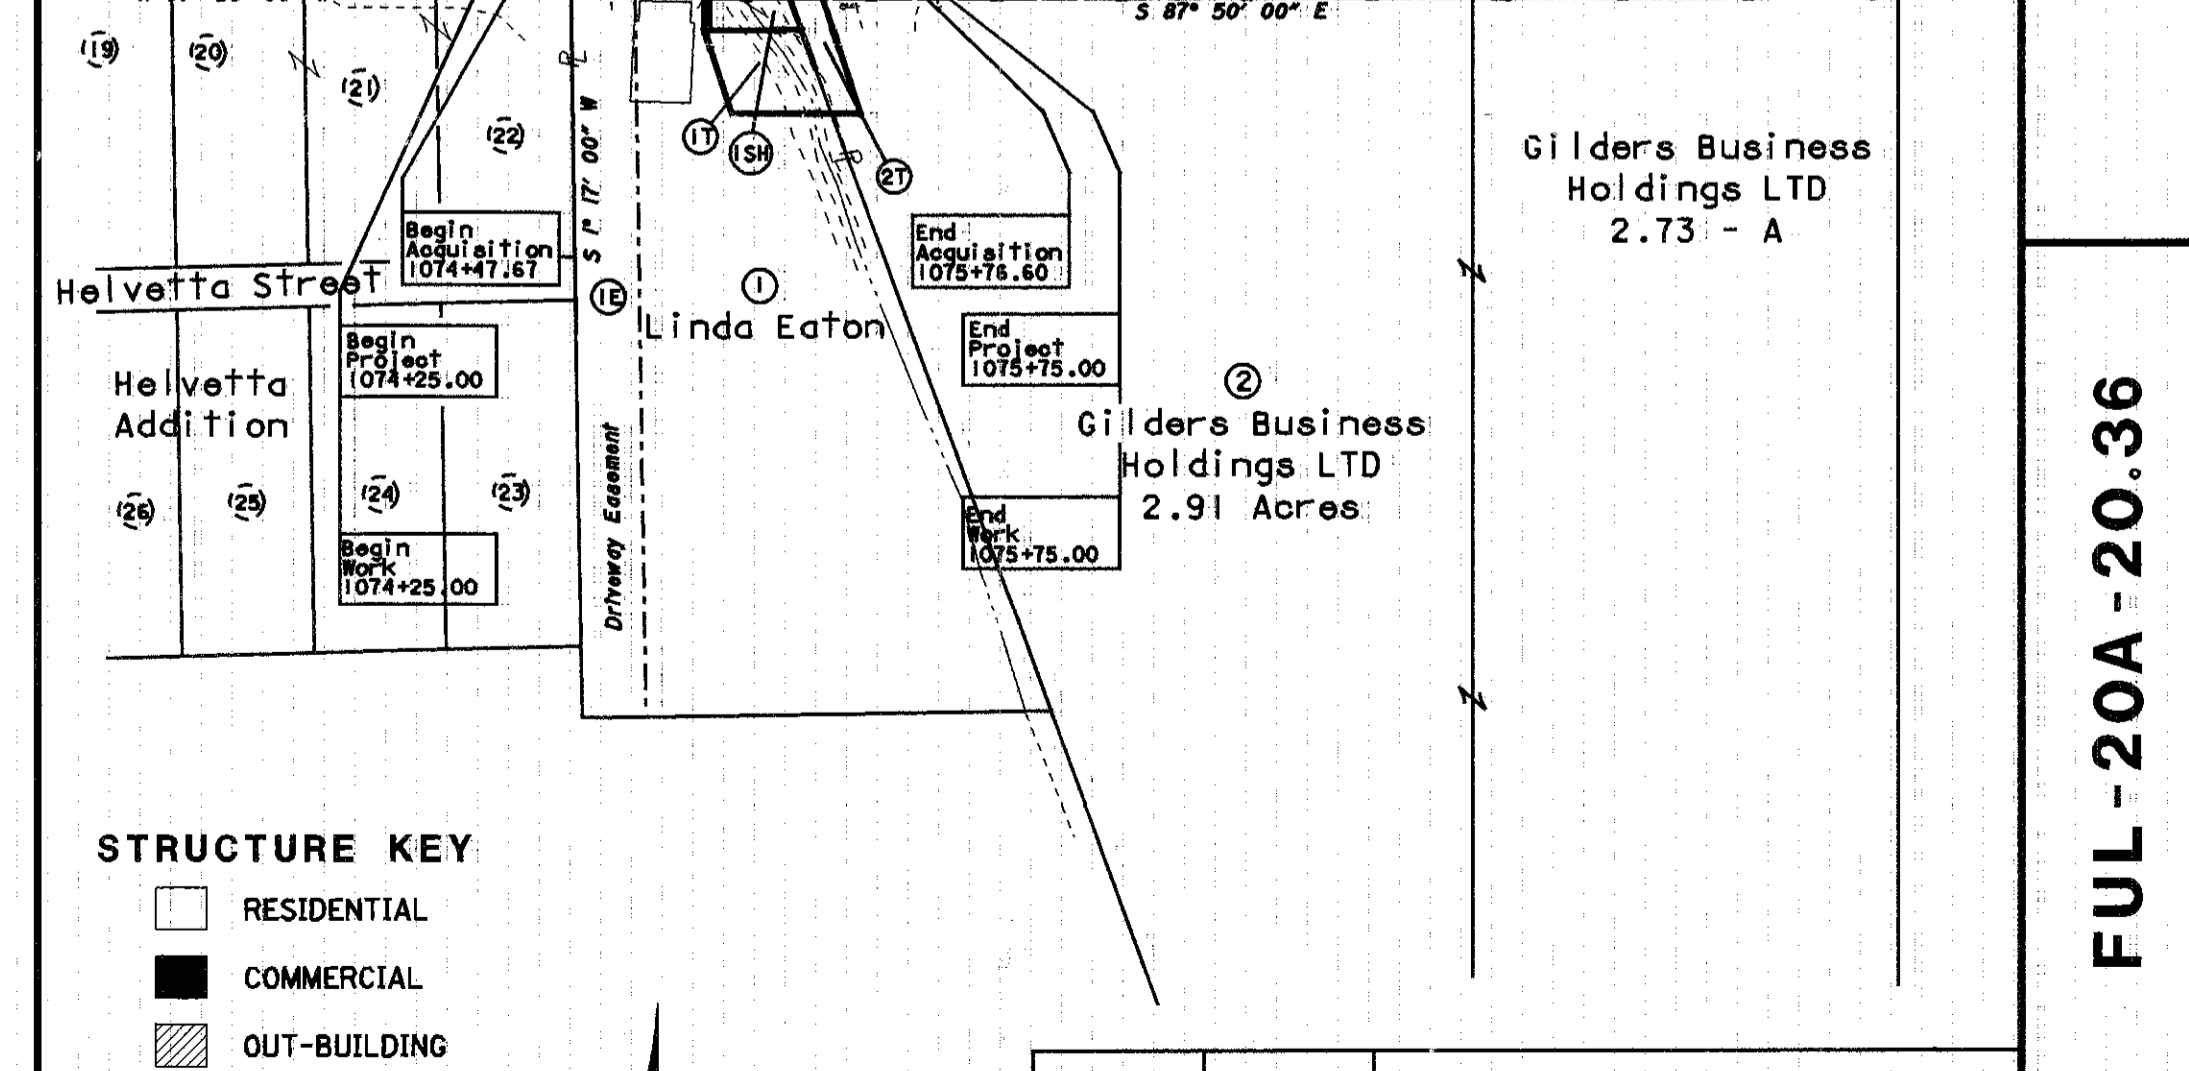 S 87° 50' 00" E
(19)
(20)
(21)
(22)
S 1° 17' 00" W
1T
1SH
2T
Gilders Business
Holdings LTD
2.73 - A
Begin
Acquisition
1074+47.67
End
Acquisition
1075+76.60
Helvetta Street
1E
1
Linda Eaton
Begin
Project
1074+25.00
End
Project
1075+75.00
Helvetta
Addition
2
Gilders Business
Holdings LTD
2.91 Acres
(26)
(25)
(24)
(23)
Driveway Easement
Begin
Work
1074+25.00
End
Work
1075+75.00
FUL-20A-20.36
STRUCTURE KEY
RESIDENTIAL
COMMERCIAL
OUT-BUILDING